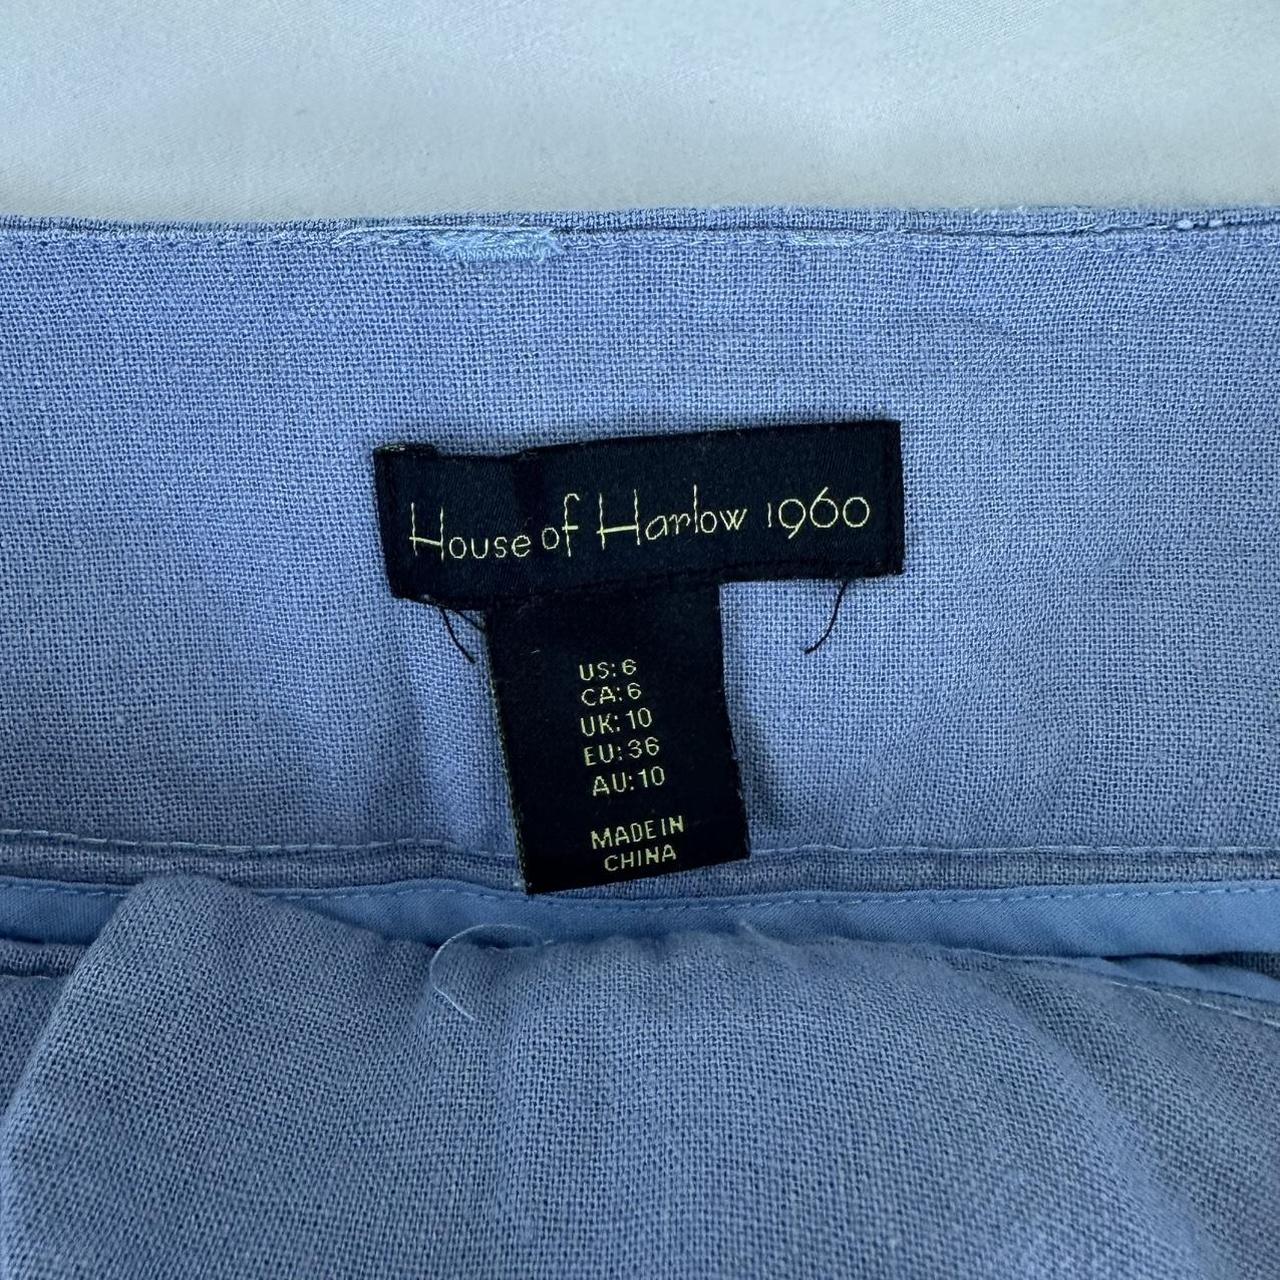 House of Harlow 1960
US: 6
CA: 6
UK: 10
EU: 36
AU: 10
MADE IN
CHINA